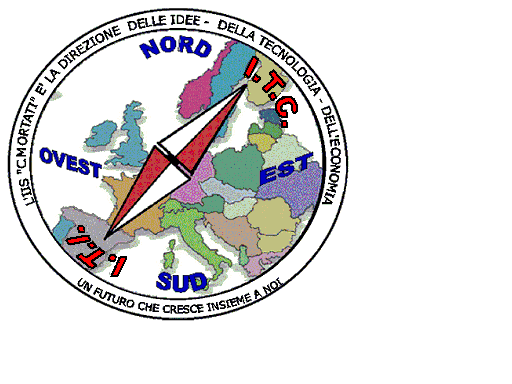 L'IIS "C.MORTATI" E' LA DIREZIONE DELLE IDEE - DELLA TECNOLOGIA - DELL'ECONOMIA
NORD
I.T.C.
OVEST
EST
I.T.I.
SUD
UN FUTURO CHE CRESCE INSIEME A NOI